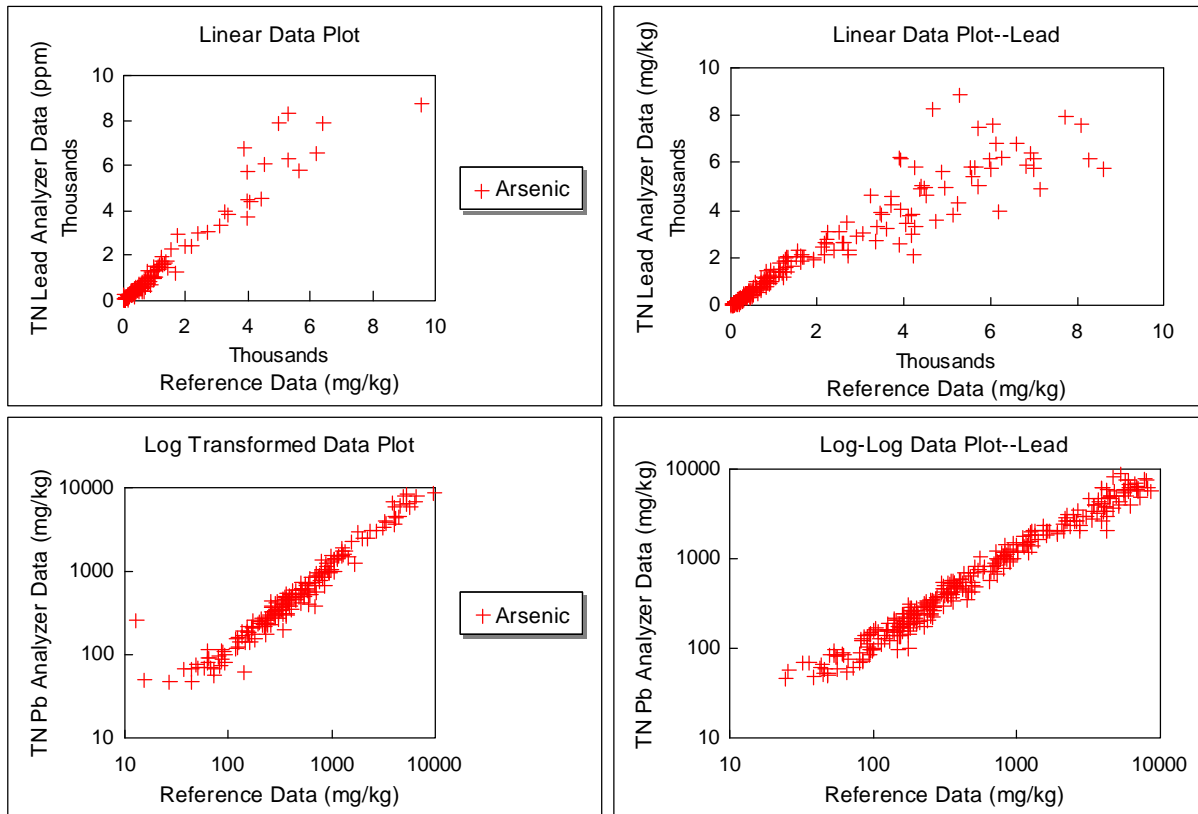 Linear Data Plot
TN Lead Analyzer Data (ppm)
Thousands
10
8
6
4
2
0
0 2 4 6 8 10
Thousands
Reference Data (mg/kg)
Arsenic
Linear Data Plot--Lead
TN Lead Analyzer Data (mg/kg)
Thousands
10
8
6
4
2
0
0 2 4 6 8 10
Thousands
Reference Data (mg/kg)
Log Transformed Data Plot
TN Pb Analyzer Data (mg/kg)
10000
1000
100
10
10 100 1000 10000
Reference Data (mg/kg)
Arsenic
Log-Log Data Plot--Lead
TN Pb Analyzer Data (mg/kg)
10000
1000
100
10
10 100 1000 10000
Reference Data (mg/kg)